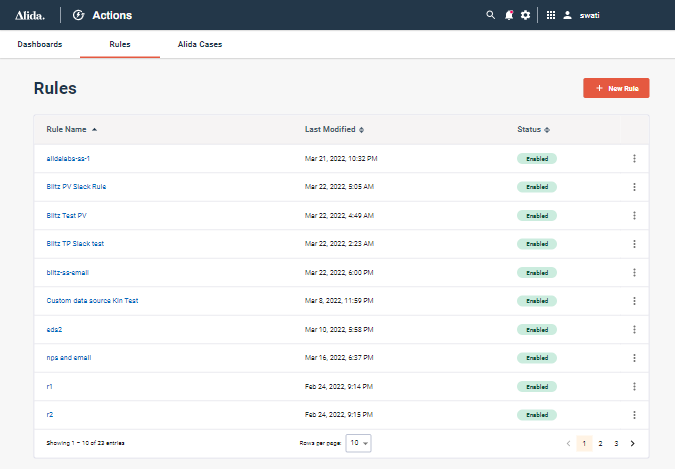 Alida. Actions swati
Dashboards Rules Alida Cases
Rules
+ New Rule
Rule Name Last Modified Status
alidalabs-ss-1 Mar 21, 2022, 10:32 PM Enabled
Blitz PV Slack Rule Mar 22, 2022, 5:05 AM Enabled
Blitz Test PV Mar 22, 2022, 4:49 AM Enabled
Blitz TP Slack test Mar 22, 2022, 2:23 AM Enabled
blitz-ss-email Mar 22, 2022, 6:00 PM Enabled
Custom data source Kin Test Mar 8, 2022, 11:59 PM Enabled
eds2 Mar 10, 2022, 5:58 PM Enabled
nps and email Mar 16, 2022, 6:37 PM Enabled
r1 Feb 24, 2022, 9:14 PM Enabled
r2 Feb 24, 2022, 9:15 PM Enabled
Showing 1 – 10 of 23 entries Rows per page: 10 1 2 3